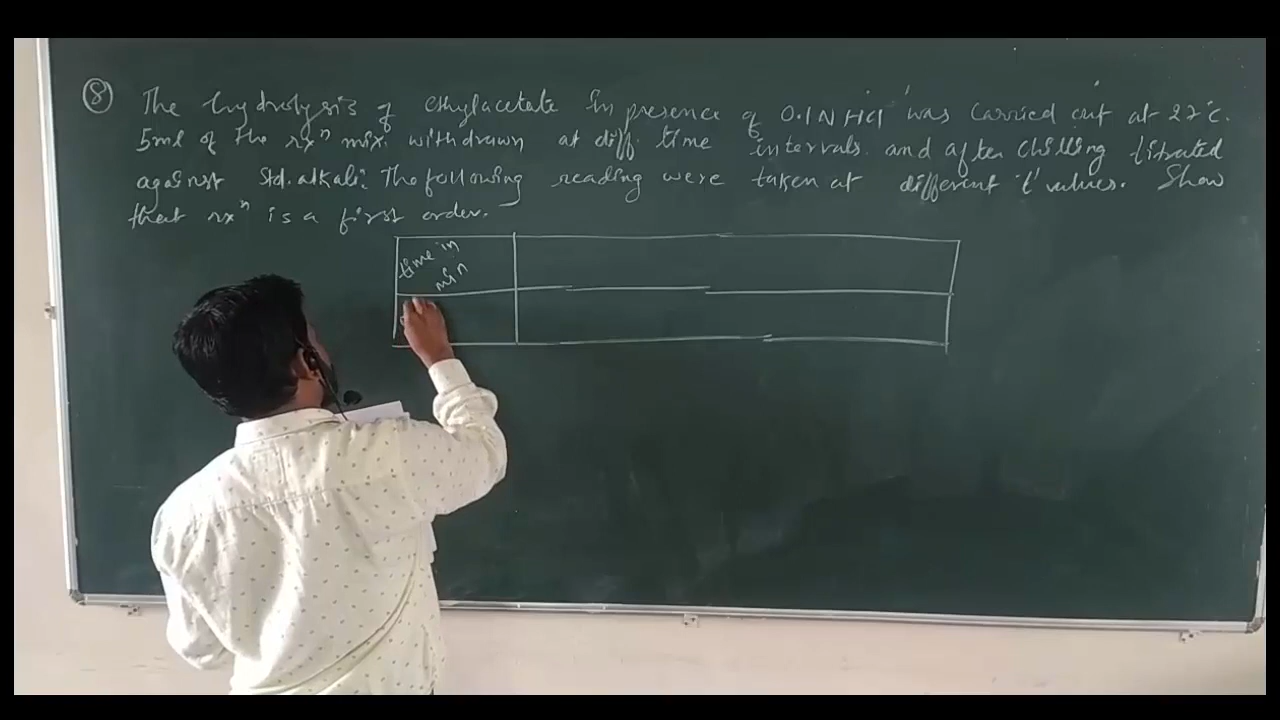 ⑧ The hydrolysis of ethylacetate in presence of 0.1N HCl was carried out at 27°c.
5ml of the rxⁿ mix. withdrawn at diff. time intervals. and after chilling titrated
against Std. alkali. The following reading were taken at different 't' values. Show
that rxⁿ is a first order.
time in
min